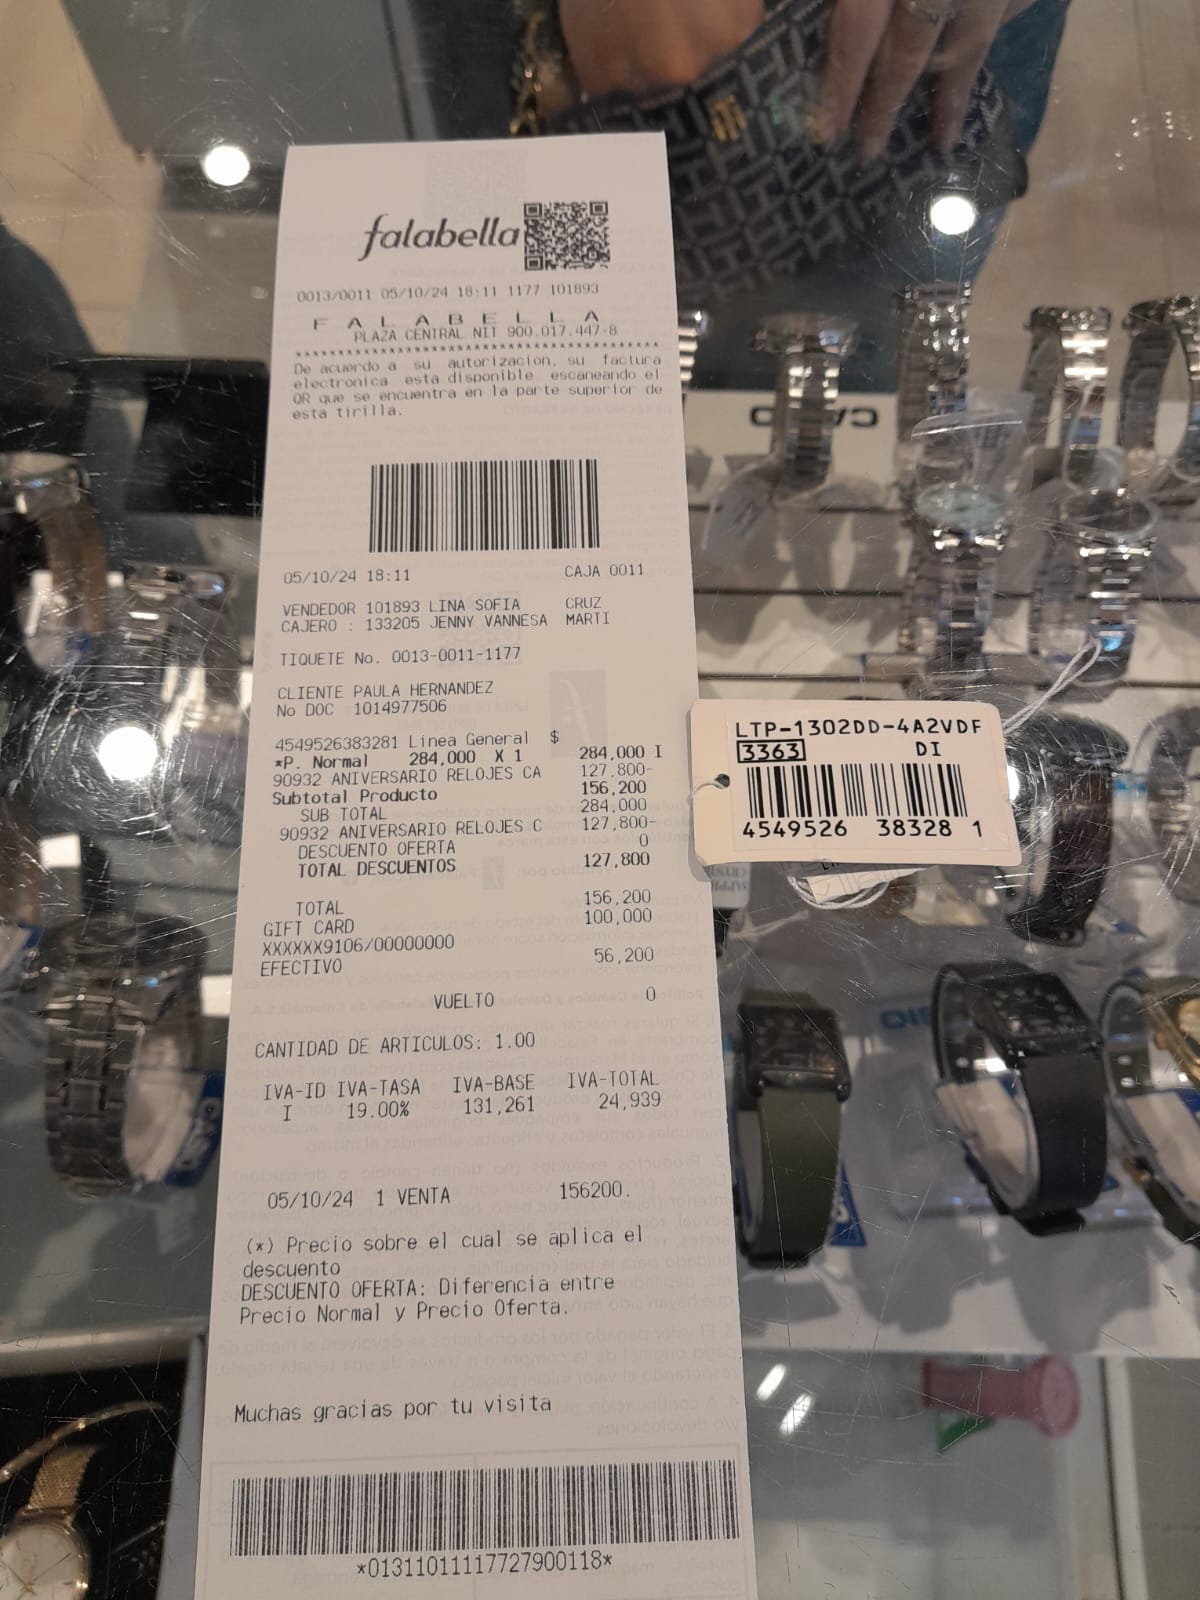 falabella
0013/0011 05/10/24 18:11 1177 101893
F A L A B E L L A
PLAZA CENTRAL NIT 900.017.447-8
De acuerdo a su autorizacion, su factura
electronica esta disponible escaneando el
QR que se encuentra en la parte superior de
esta tirilla.
05/10/24 18:11 CAJA 0011
VENDEDOR 101893 LINA SOFIA CRUZ
CAJERO : 133205 JENNY VANNESA MARTI
TIQUETE No. 0013-0011-1177
CLIENTE PAULA HERNANDEZ
No DOC 1014977506
4549526383281 Linea General $
*P. Normal 284,000 X 1 284,000 I
90932 ANIVERSARIO RELOJES CA 127,800-
Subtotal Producto 156,200
SUB TOTAL 284,000
90932 ANIVERSARIO RELOJES C 127,800-
DESCUENTO OFERTA 0
TOTAL DESCUENTOS 127,800
TOTAL 156,200
GIFT CARD 100,000
XXXXXX9106/00000000
EFECTIVO 56,200
VUELTO 0
CANTIDAD DE ARTICULOS: 1.00
IVA-ID IVA-TASA IVA-BASE IVA-TOTAL
I 19.00% 131,261 24,939
05/10/24 1 VENTA 156200.
(*) Precio sobre el cual se aplica el
descuento
DESCUENTO OFERTA: Diferencia entre
Precio Normal y Precio Oferta.
Muchas gracias por tu visita
*01311011117727900118*
LTP-1302DD-4A2VDF
3363 DI
4549526 38328 1
CASIO